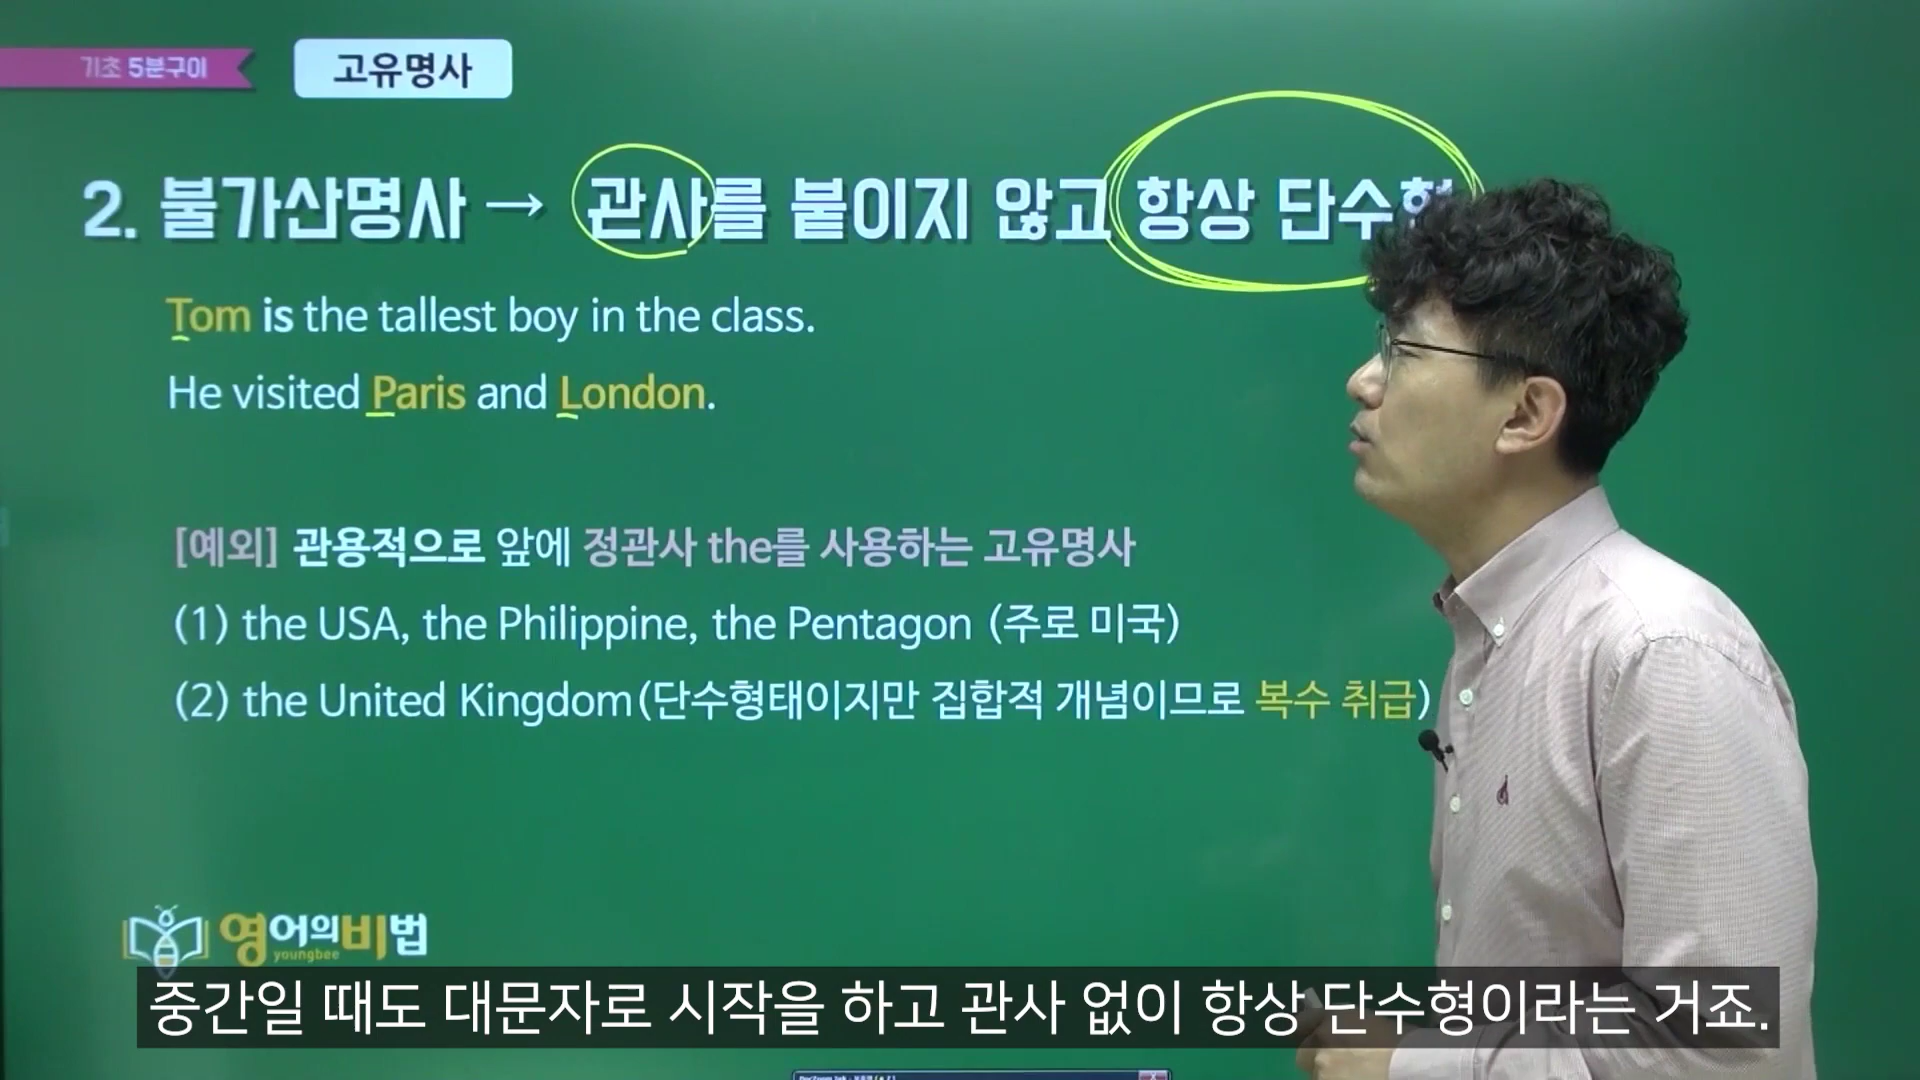 기초 5분구이
고유명사
2. 불가산명사 → 관사를 붙이지 않고 항상 단수형
Tom is the tallest boy in the class.
He visited Paris and London.
[예외] 관용적으로 앞에 정관사 the를 사용하는 고유명사
(1) the USA, the Philippine, the Pentagon (주로 미국)
(2) the United Kingdom(단수형태이지만 집합적 개념이므로 복수 취급)
영어의비법
youngbee
중간일 때도 대문자로 시작을 하고 관사 없이 항상 단수형이라는 거죠.